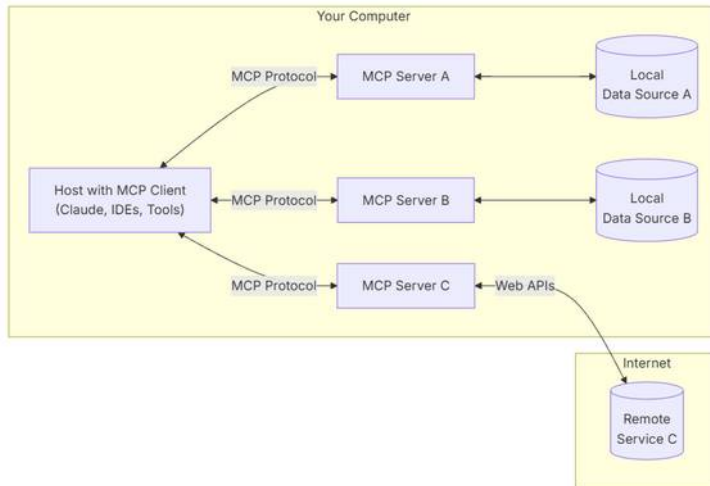 Your Computer
MCP Protocol
MCP Server A
Local
Data Source A
Host with MCP Client
(Claude, IDEs, Tools)
MCP Protocol
MCP Server B
Local
Data Source B
MCP Protocol
MCP Server C
Web APIs
Internet
Remote
Service C